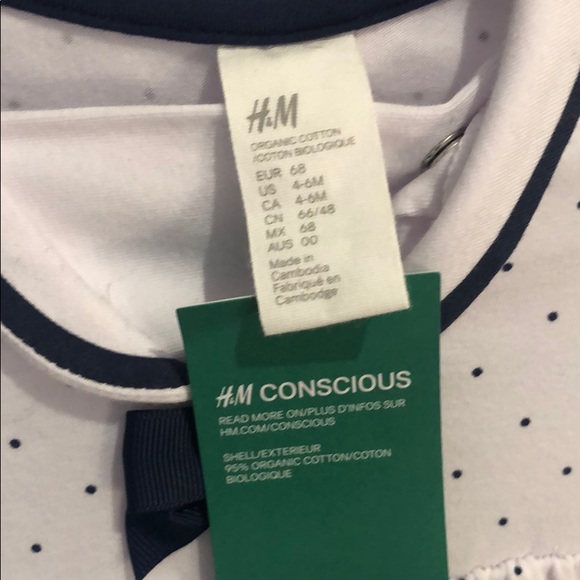 H&M
ORGANIC COTTON
/COTON BIOLOGIQUE
EUR 68
US 4-6M
CA 4-6M
CN 66/48
MX 68
AUS 00
Made in
Cambodia
Fabriqué en
Cambodge
H&M CONSCIOUS
READ MORE ON/PLUS D'INFOS SUR
HM.COM/CONSCIOUS
SHELL/EXTERIEUR
95% ORGANIC COTTON/COTON
BIOLOGIQUE